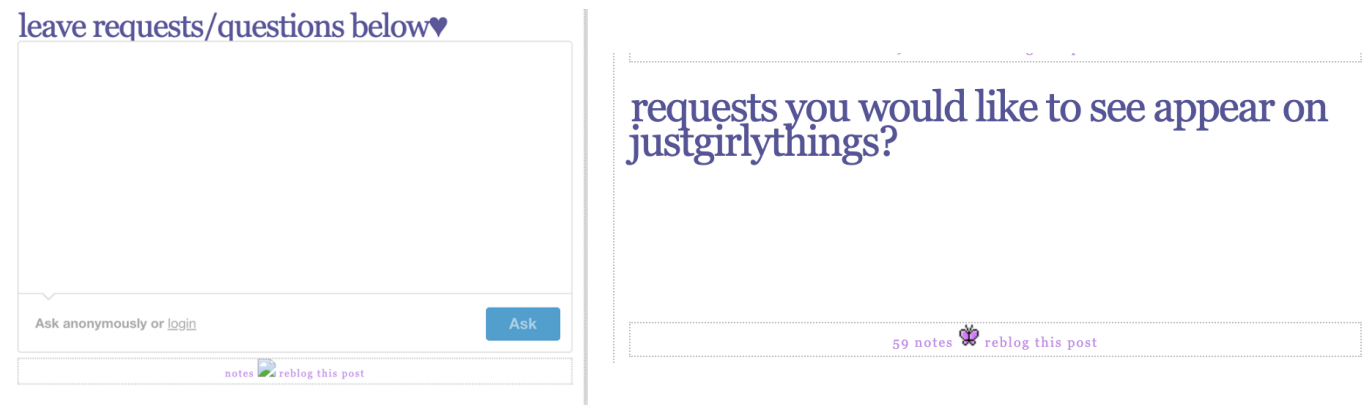 leave requests/questions below♥
Ask anonymously or login
Ask
notes reblog this post
requests you would like to see appear on
justgirlythings?
59 notes reblog this post